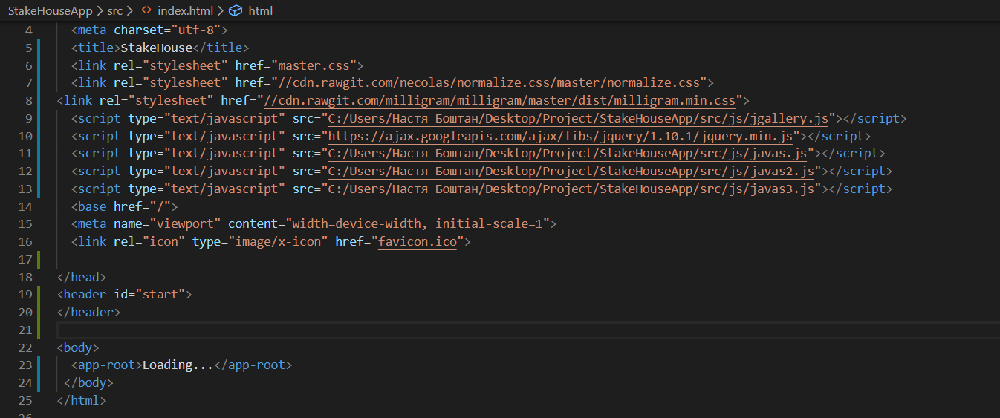 StakeHouseApp > src > <> index.html > html
4 <meta charset="utf-8">
5 <title>StakeHouse</title>
6 <link rel="stylesheet" href="master.css">
7 <link rel="stylesheet" href="//cdn.rawgit.com/necolas/normalize.css/master/normalize.css">
8 <link rel="stylesheet" href="//cdn.rawgit.com/milligram/milligram/master/dist/milligram.min.css">
9 <script type="text/javascript" src="C:/Users/Настя Боштан/Desktop/Project/StakeHouseApp/src/js/jgallery.js"></script>
10 <script type="text/javascript" src="https://ajax.googleapis.com/ajax/libs/jquery/1.10.1/jquery.min.js"></script>
11 <script type="text/javascript" src="C:/Users/Настя Боштан/Desktop/Project/StakeHouseApp/src/js/javas.js"></script>
12 <script type="text/javascript" src="C:/Users/Настя Боштан/Desktop/Project/StakeHouseApp/src/js/javas2.js"></script>
13 <script type="text/javascript" src="C:/Users/Настя Боштан/Desktop/Project/StakeHouseApp/src/js/javas3.js"></script>
14 <base href="/">
15 <meta name="viewport" content="width=device-width, initial-scale=1">
16 <link rel="icon" type="image/x-icon" href="favicon.ico">
17
18 </head>
19 <header id="start">
20 </header>
21
22 <body>
23 <app-root>Loading...</app-root>
24 </body>
25 </html>
26